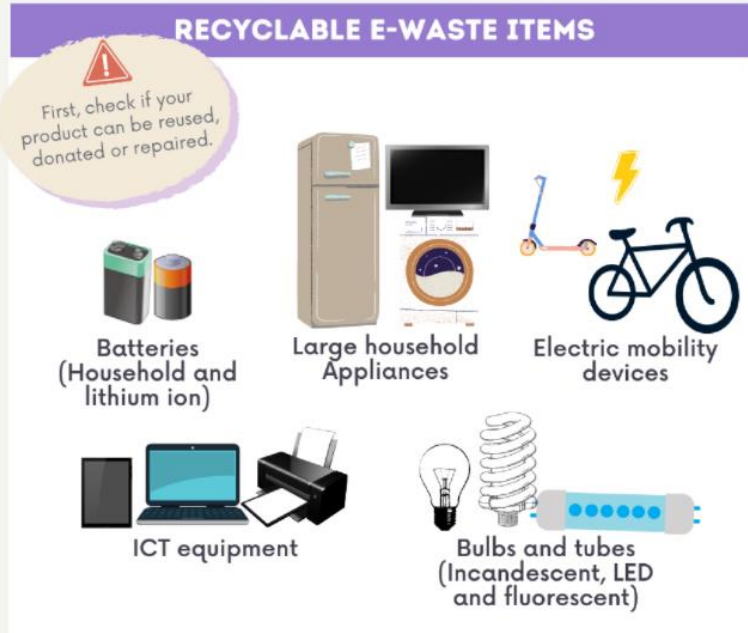 RECYCLABLE E-WASTE ITEMS
First, check if your
product can be reused,
donated or repaired.
Batteries
(Household and
lithium ion)
Large household
Appliances
Electric mobility
devices
ICT equipment
Bulbs and tubes
(Incandescent, LED
and fluorescent)